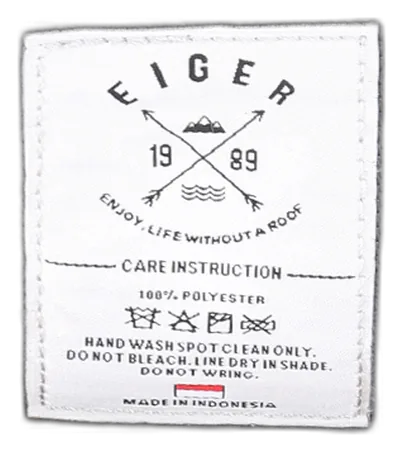 EIGER
19 89
ENJOY, LIFE WITHOUT A ROOF
CARE INSTRUCTION
100% POLYESTER
HAND WASH SPOT CLEAN ONLY.
DO NOT BLEACH. LINE DRY IN SHADE.
DO NOT WRING.
MADE IN INDONESIA